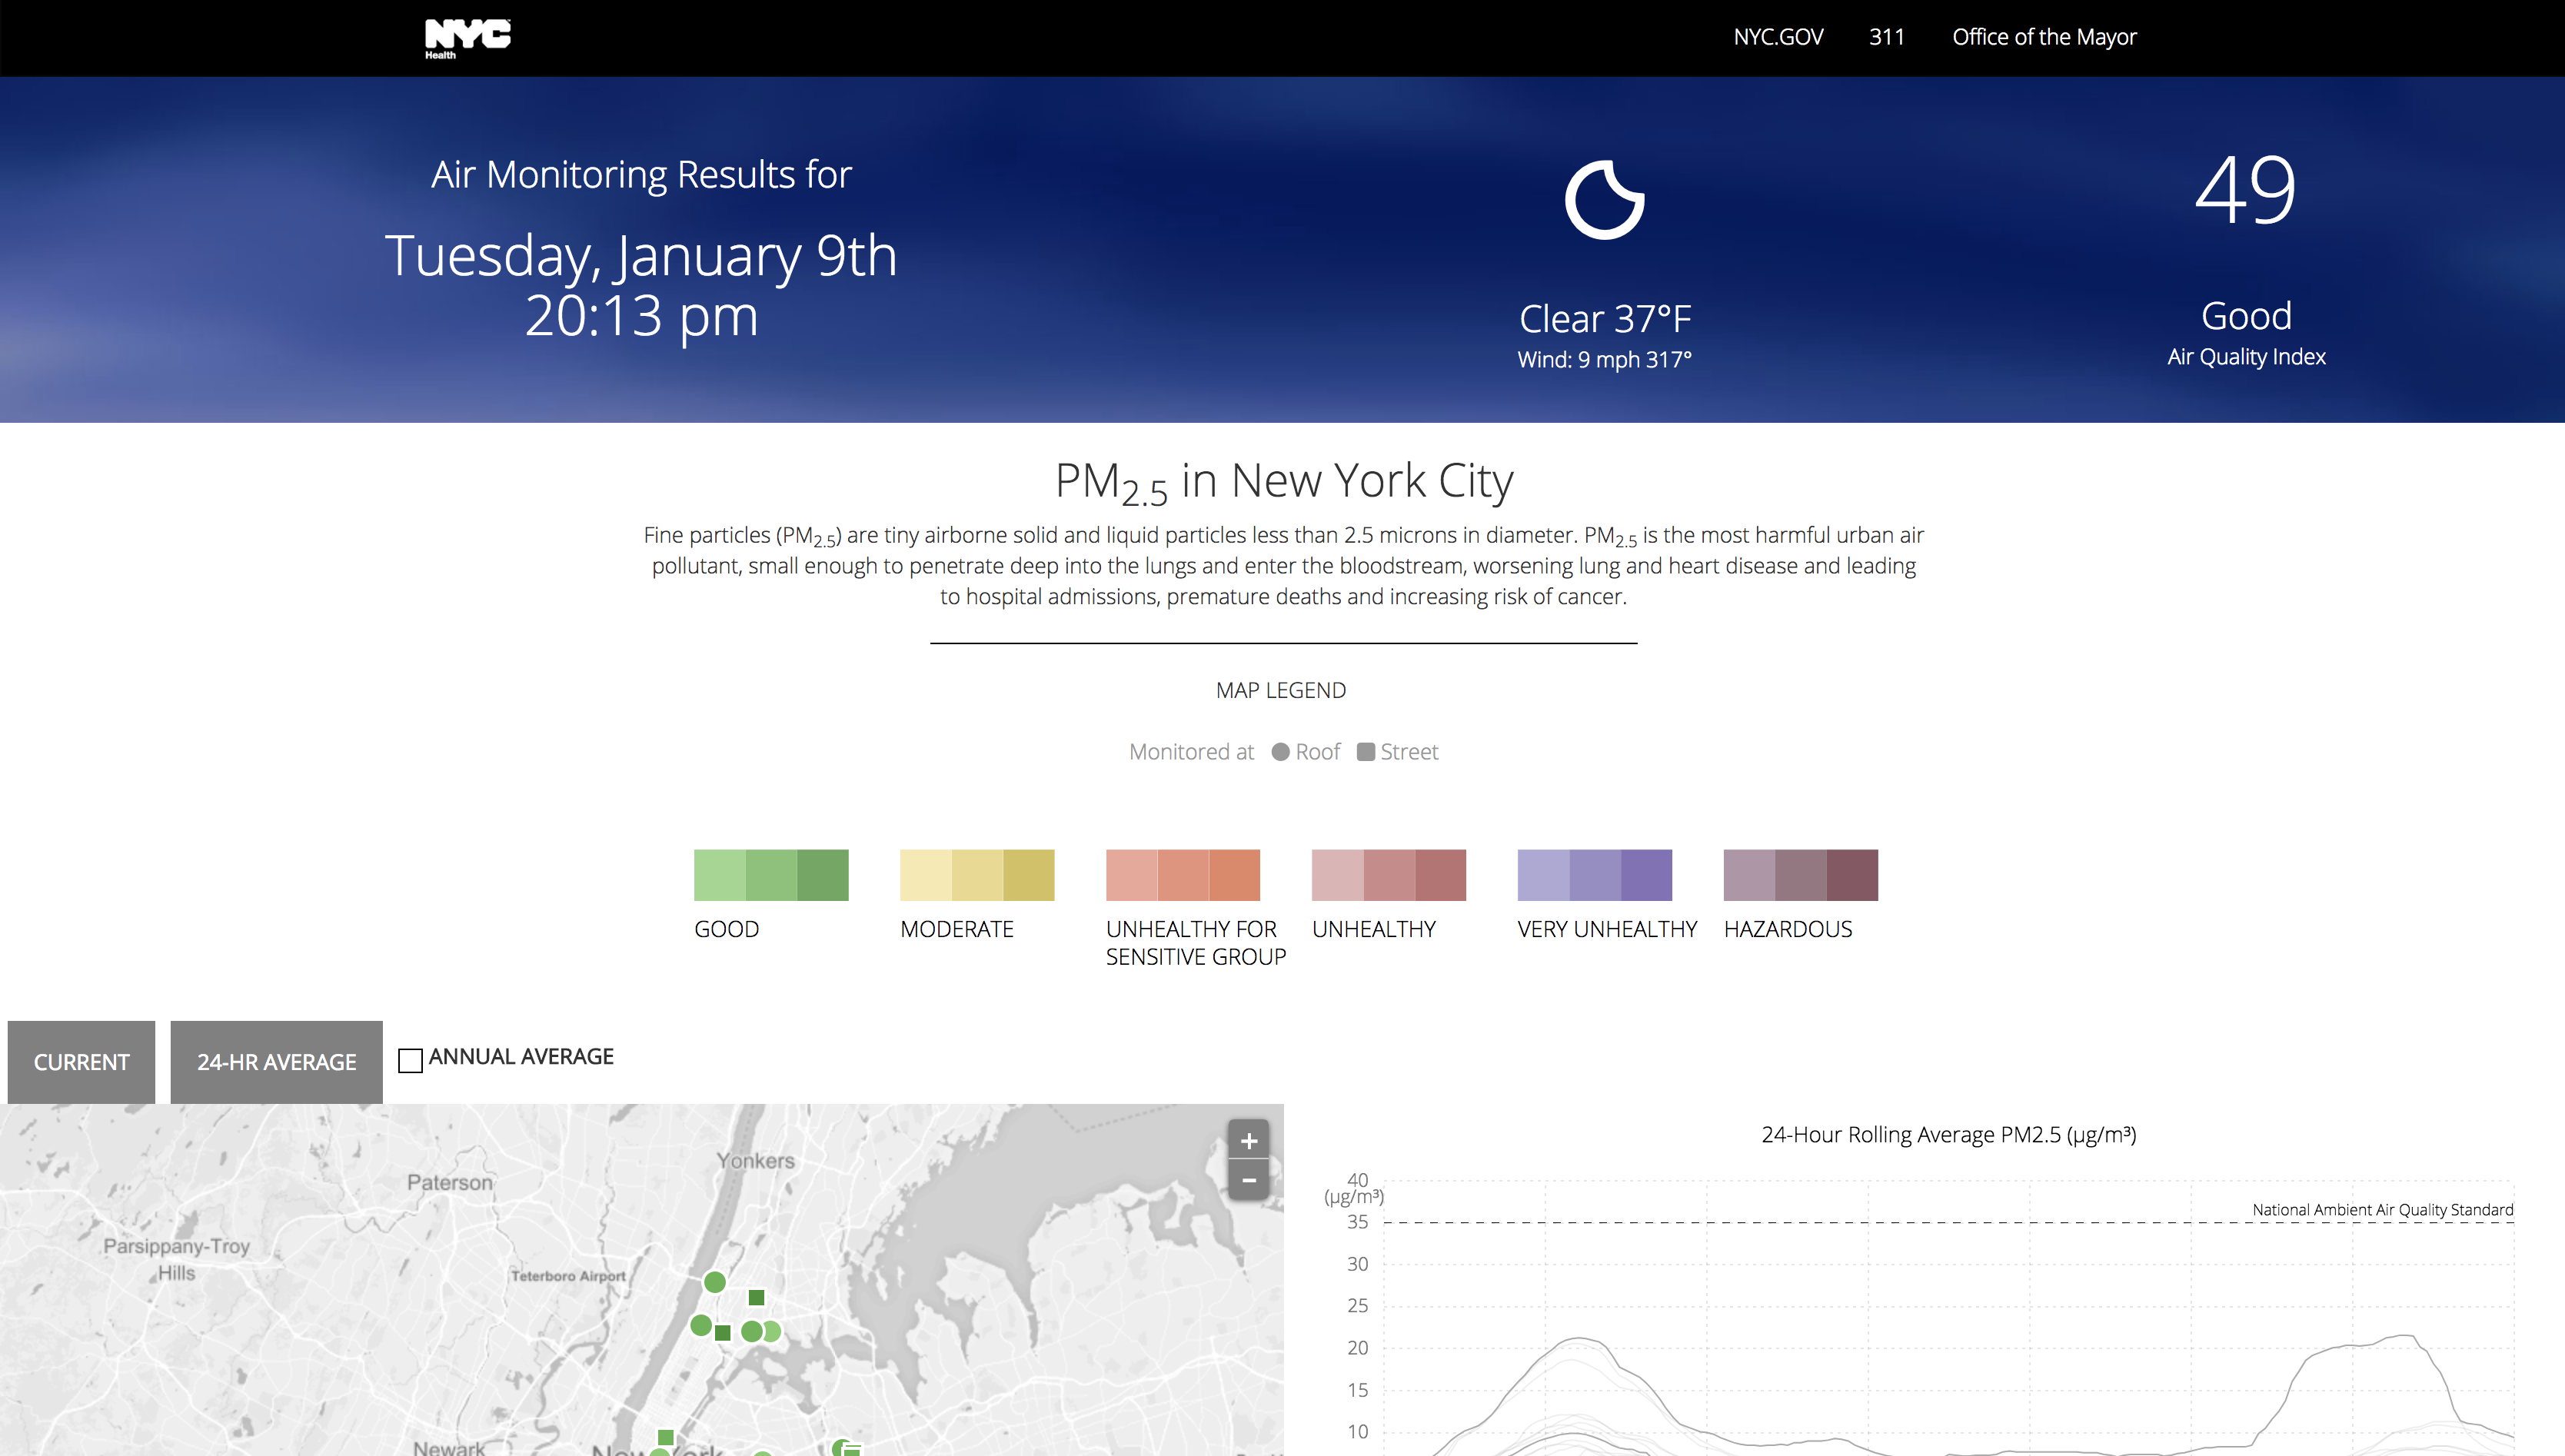 NYC
Health
NYC.GOV 311 Office of the Mayor
Air Monitoring Results for
Tuesday, January 9th
20:13 pm
Clear 37°F
Wind: 9 mph 317°
49
Good
Air Quality Index
PM2.5 in New York City
Fine particles (PM2.5) are tiny airborne solid and liquid particles less than 2.5 microns in diameter. PM2.5 is the most harmful urban air
pollutant, small enough to penetrate deep into the lungs and enter the bloodstream, worsening lung and heart disease and leading
to hospital admissions, premature deaths and increasing risk of cancer.
MAP LEGEND
Monitored at Roof Street
GOOD
MODERATE
UNHEALTHY FOR
SENSITIVE GROUP
UNHEALTHY
VERY UNHEALTHY
HAZARDOUS
CURRENT
24-HR AVERAGE
ANNUAL AVERAGE
Yonkers
Paterson
Parsippany-Troy
Hills
Teterboro Airport
Newark
New York
+
−
24-Hour Rolling Average PM2.5 (µg/m³)
40
(µg/m³)
National Ambient Air Quality Standard
35
30
25
20
15
10